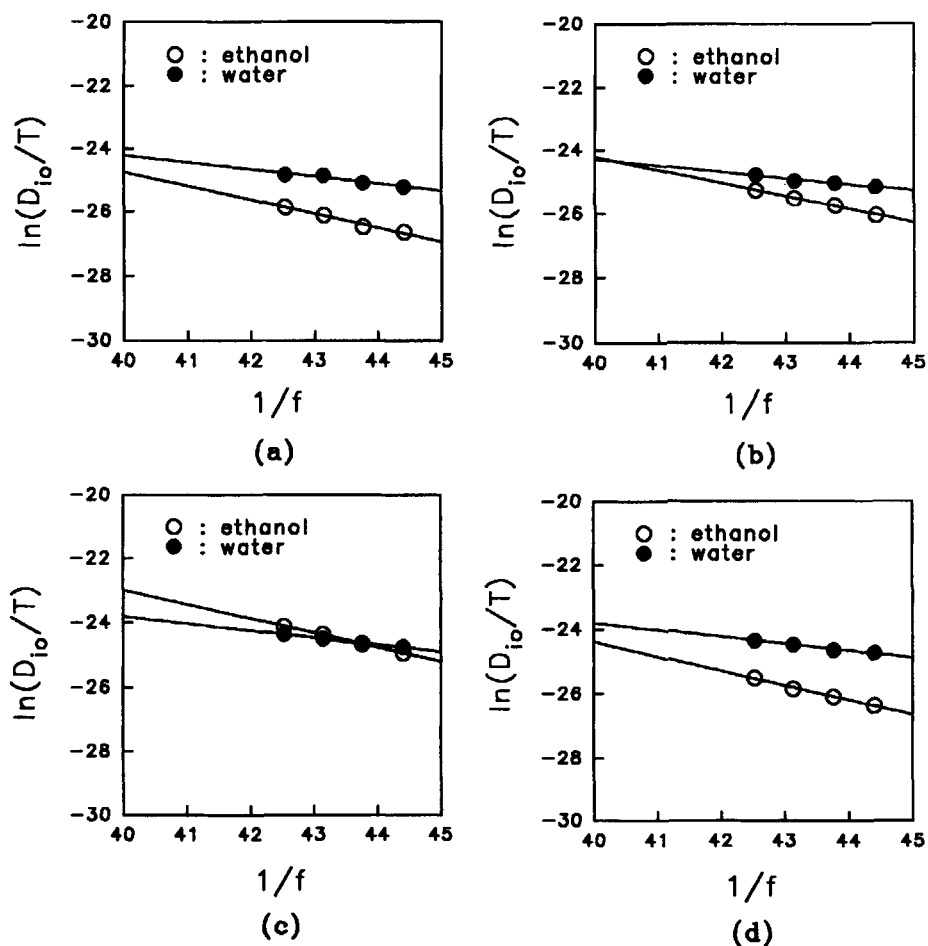 -20
-22
-24
-26
-28
-30
ln(D_io/T)
○ : ethanol
● : water
40 41 42 43 44 45
1/f
(a)
-20
-22
-24
-26
-28
-30
ln(D_io/T)
● : water
○ : ethanol
40 41 42 43 44 45
1/f
(b)
-20
-22
-24
-26
-28
-30
ln(D_io/T)
○ : ethanol
● : water
40 41 42 43 44 45
1/f
(c)
-20
-22
-24
-26
-28
-30
ln(D_io/T)
○ : ethanol
● : water
40 41 42 43 44 45
1/f
(d)